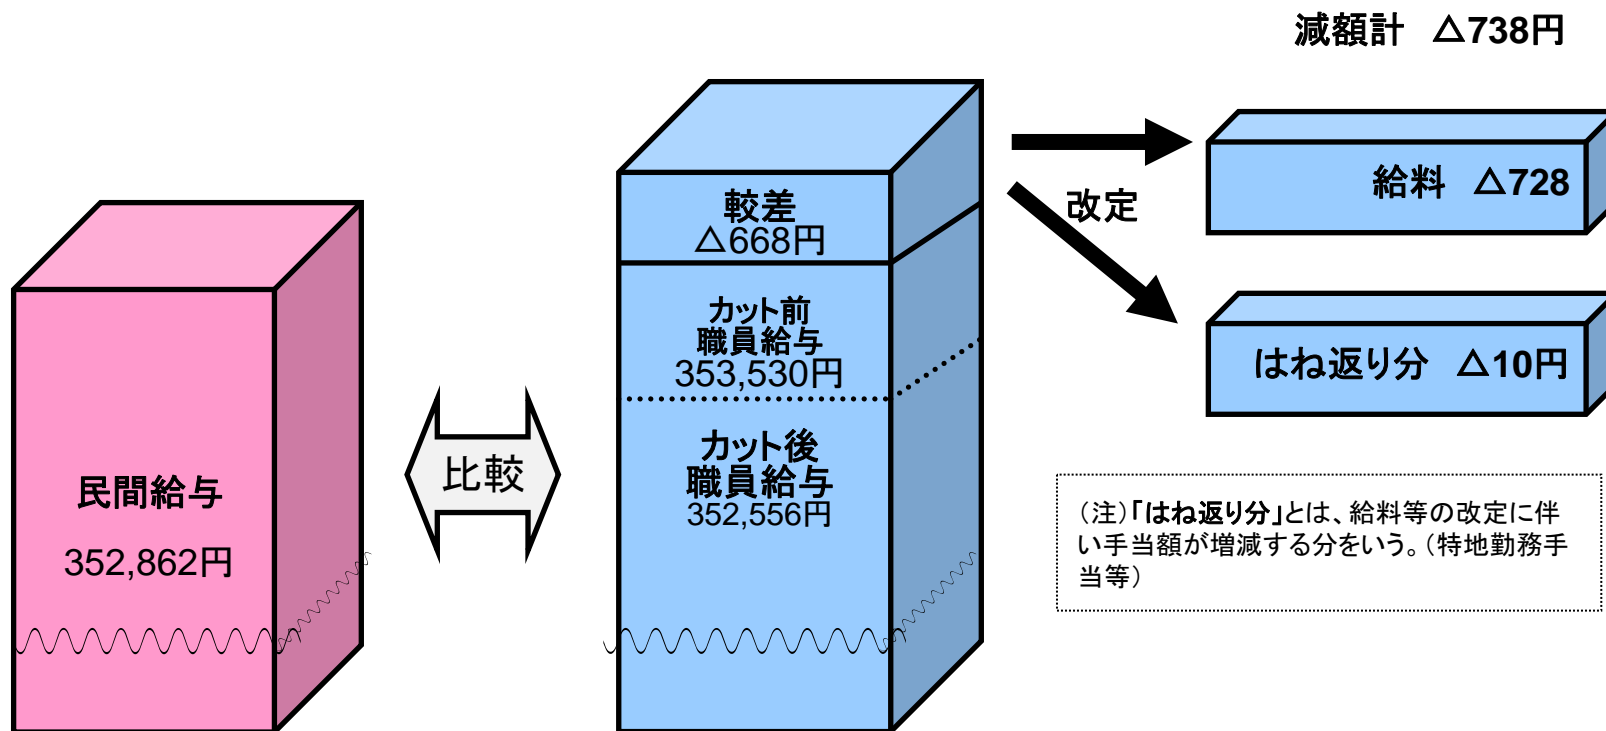 減額計　△738円
給料　△728
改定
はね返り分　△10円
較差
△668円
カット前
職員給与
353,530円
カット後
職員給与
352,556円
比較
民間給与
352,862円
（注）「はね返り分」とは、給料等の改定に伴
い手当額が増減する分をいう。（特地勤務手
当等）